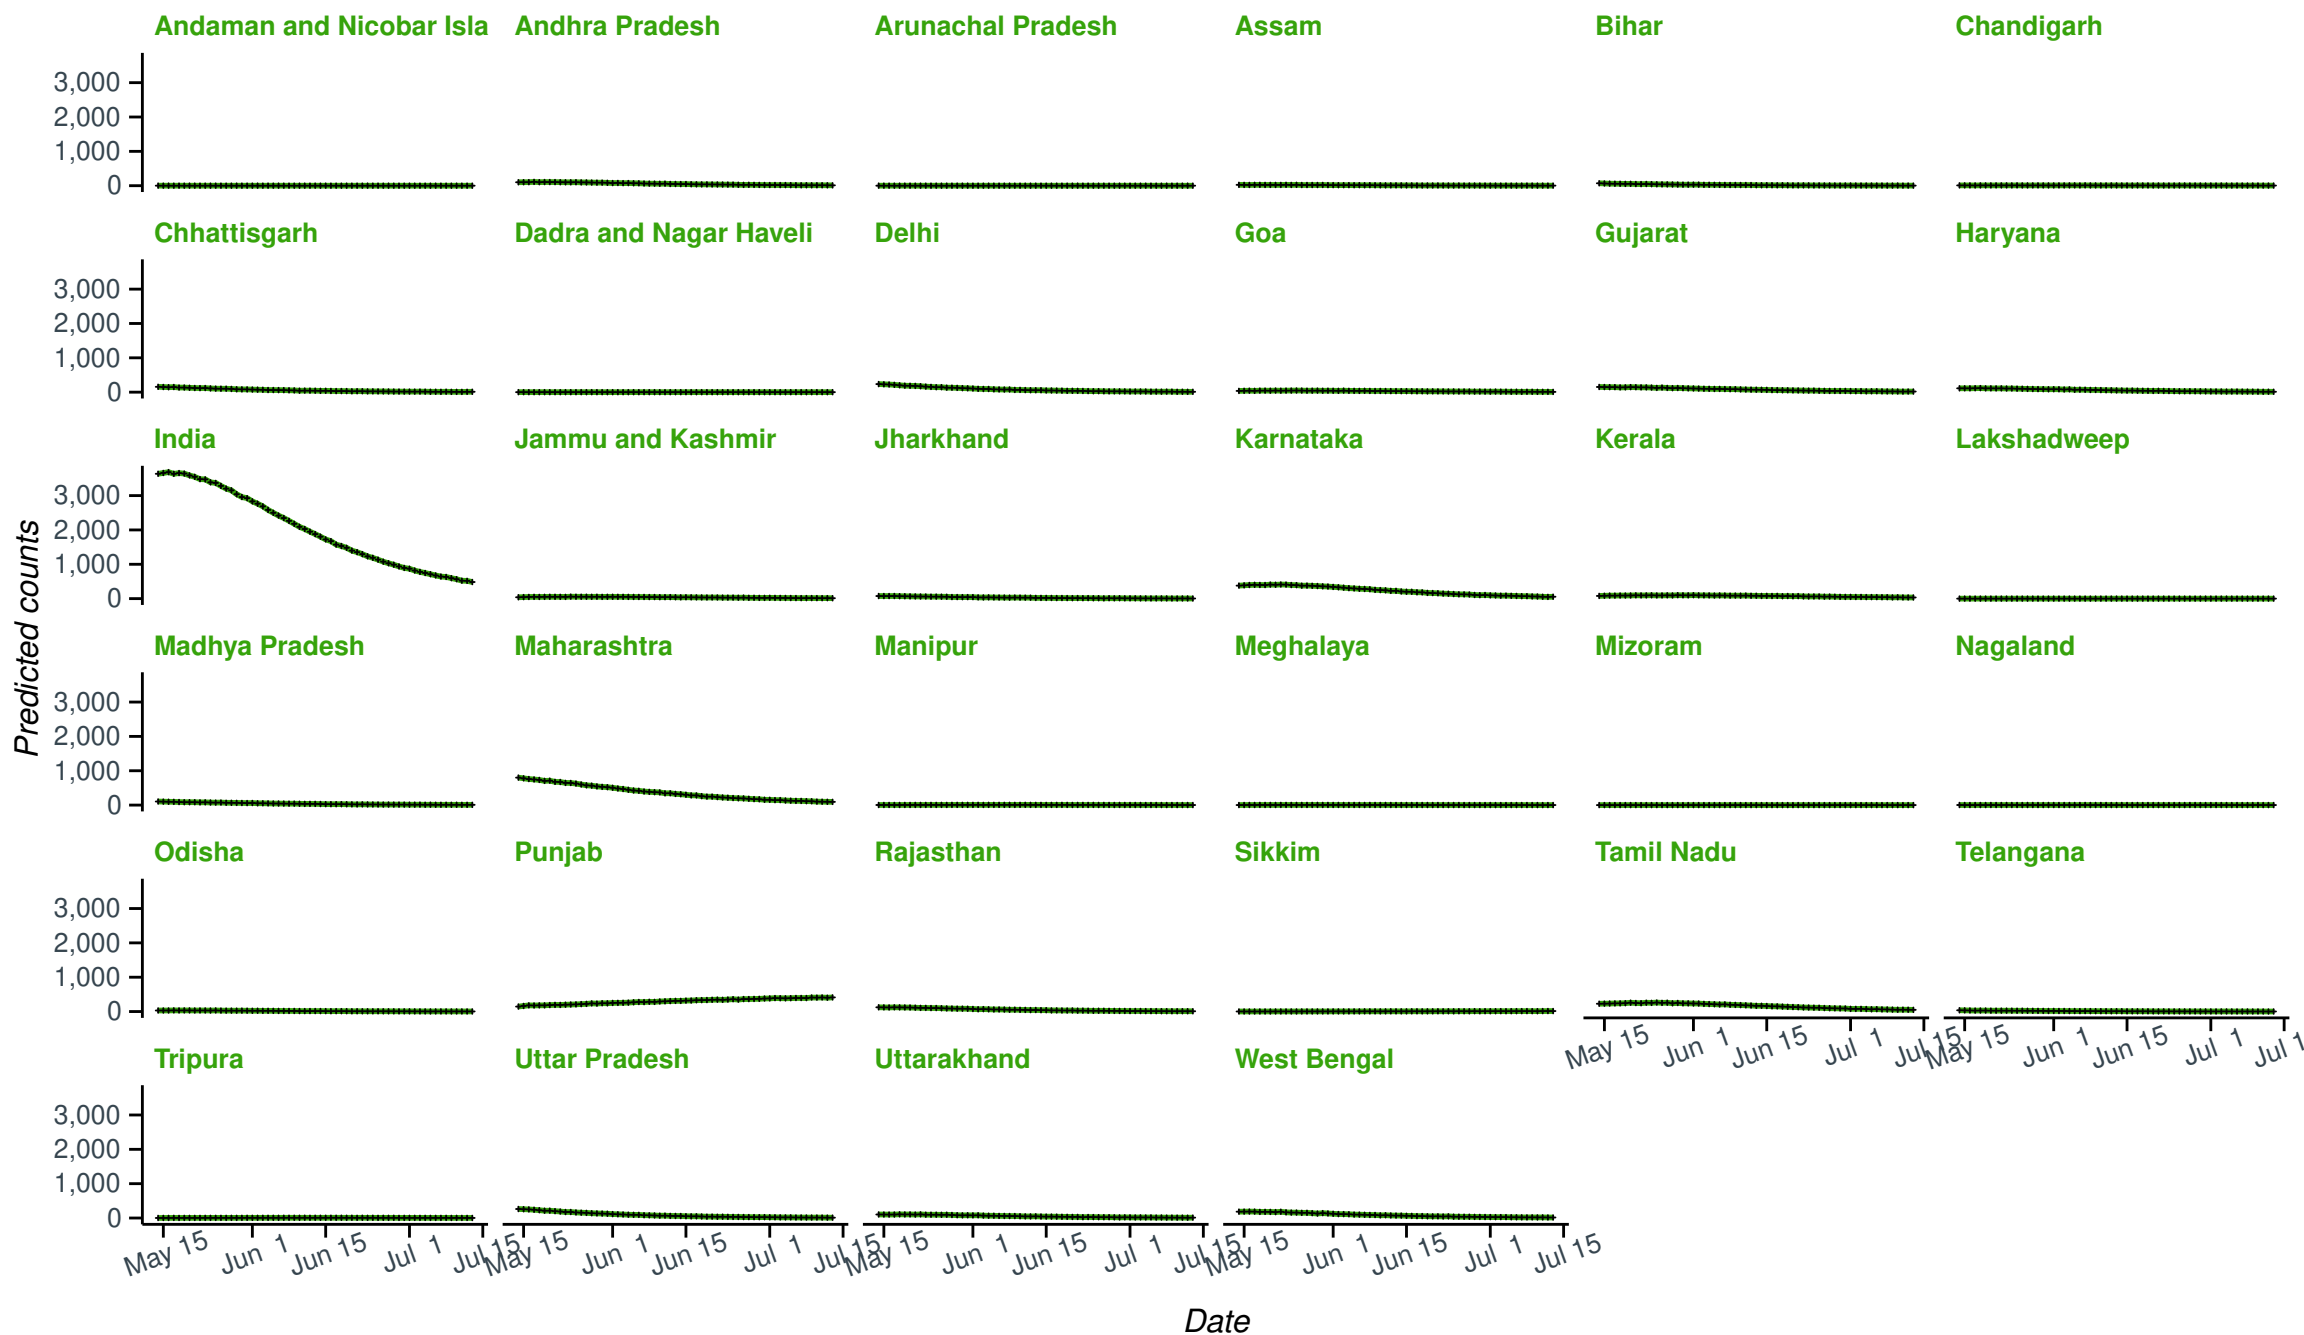 Andaman and Nicobar Isla Andhra Pradesh Arunachal Pradesh Assam Bihar Chandigarh
3,000
2,000
1,000
0
Chhattisgarh Dadra and Nagar Haveli Delhi Goa Gujarat Haryana
3,000
2,000
1,000
0
India Jammu and Kashmir Jharkhand Karnataka Kerala Lakshadweep
3,000
2,000
1,000
0
Predicted counts
Madhya Pradesh Maharashtra Manipur Meghalaya Mizoram Nagaland
3,000
2,000
1,000
0
Odisha Punjab Rajasthan Sikkim Tamil Nadu Telangana
3,000
2,000
1,000
0
May 15 Jun 1 Jun 15 Jul 1 Jul 15 May 15 Jun 1 Jun 15 Jul 1 Jul 1
Tripura Uttar Pradesh Uttarakhand West Bengal
3,000
2,000
1,000
0
May 15 Jun 1 Jun 15 Jul 1 Jul 15 May 15 Jun 1 Jun 15 Jul 1 Jul 15 May 15 Jun 1 Jun 15 Jul 1 Jul 15 May 15 Jun 1 Jun 15 Jul 1 Jul 15
Date